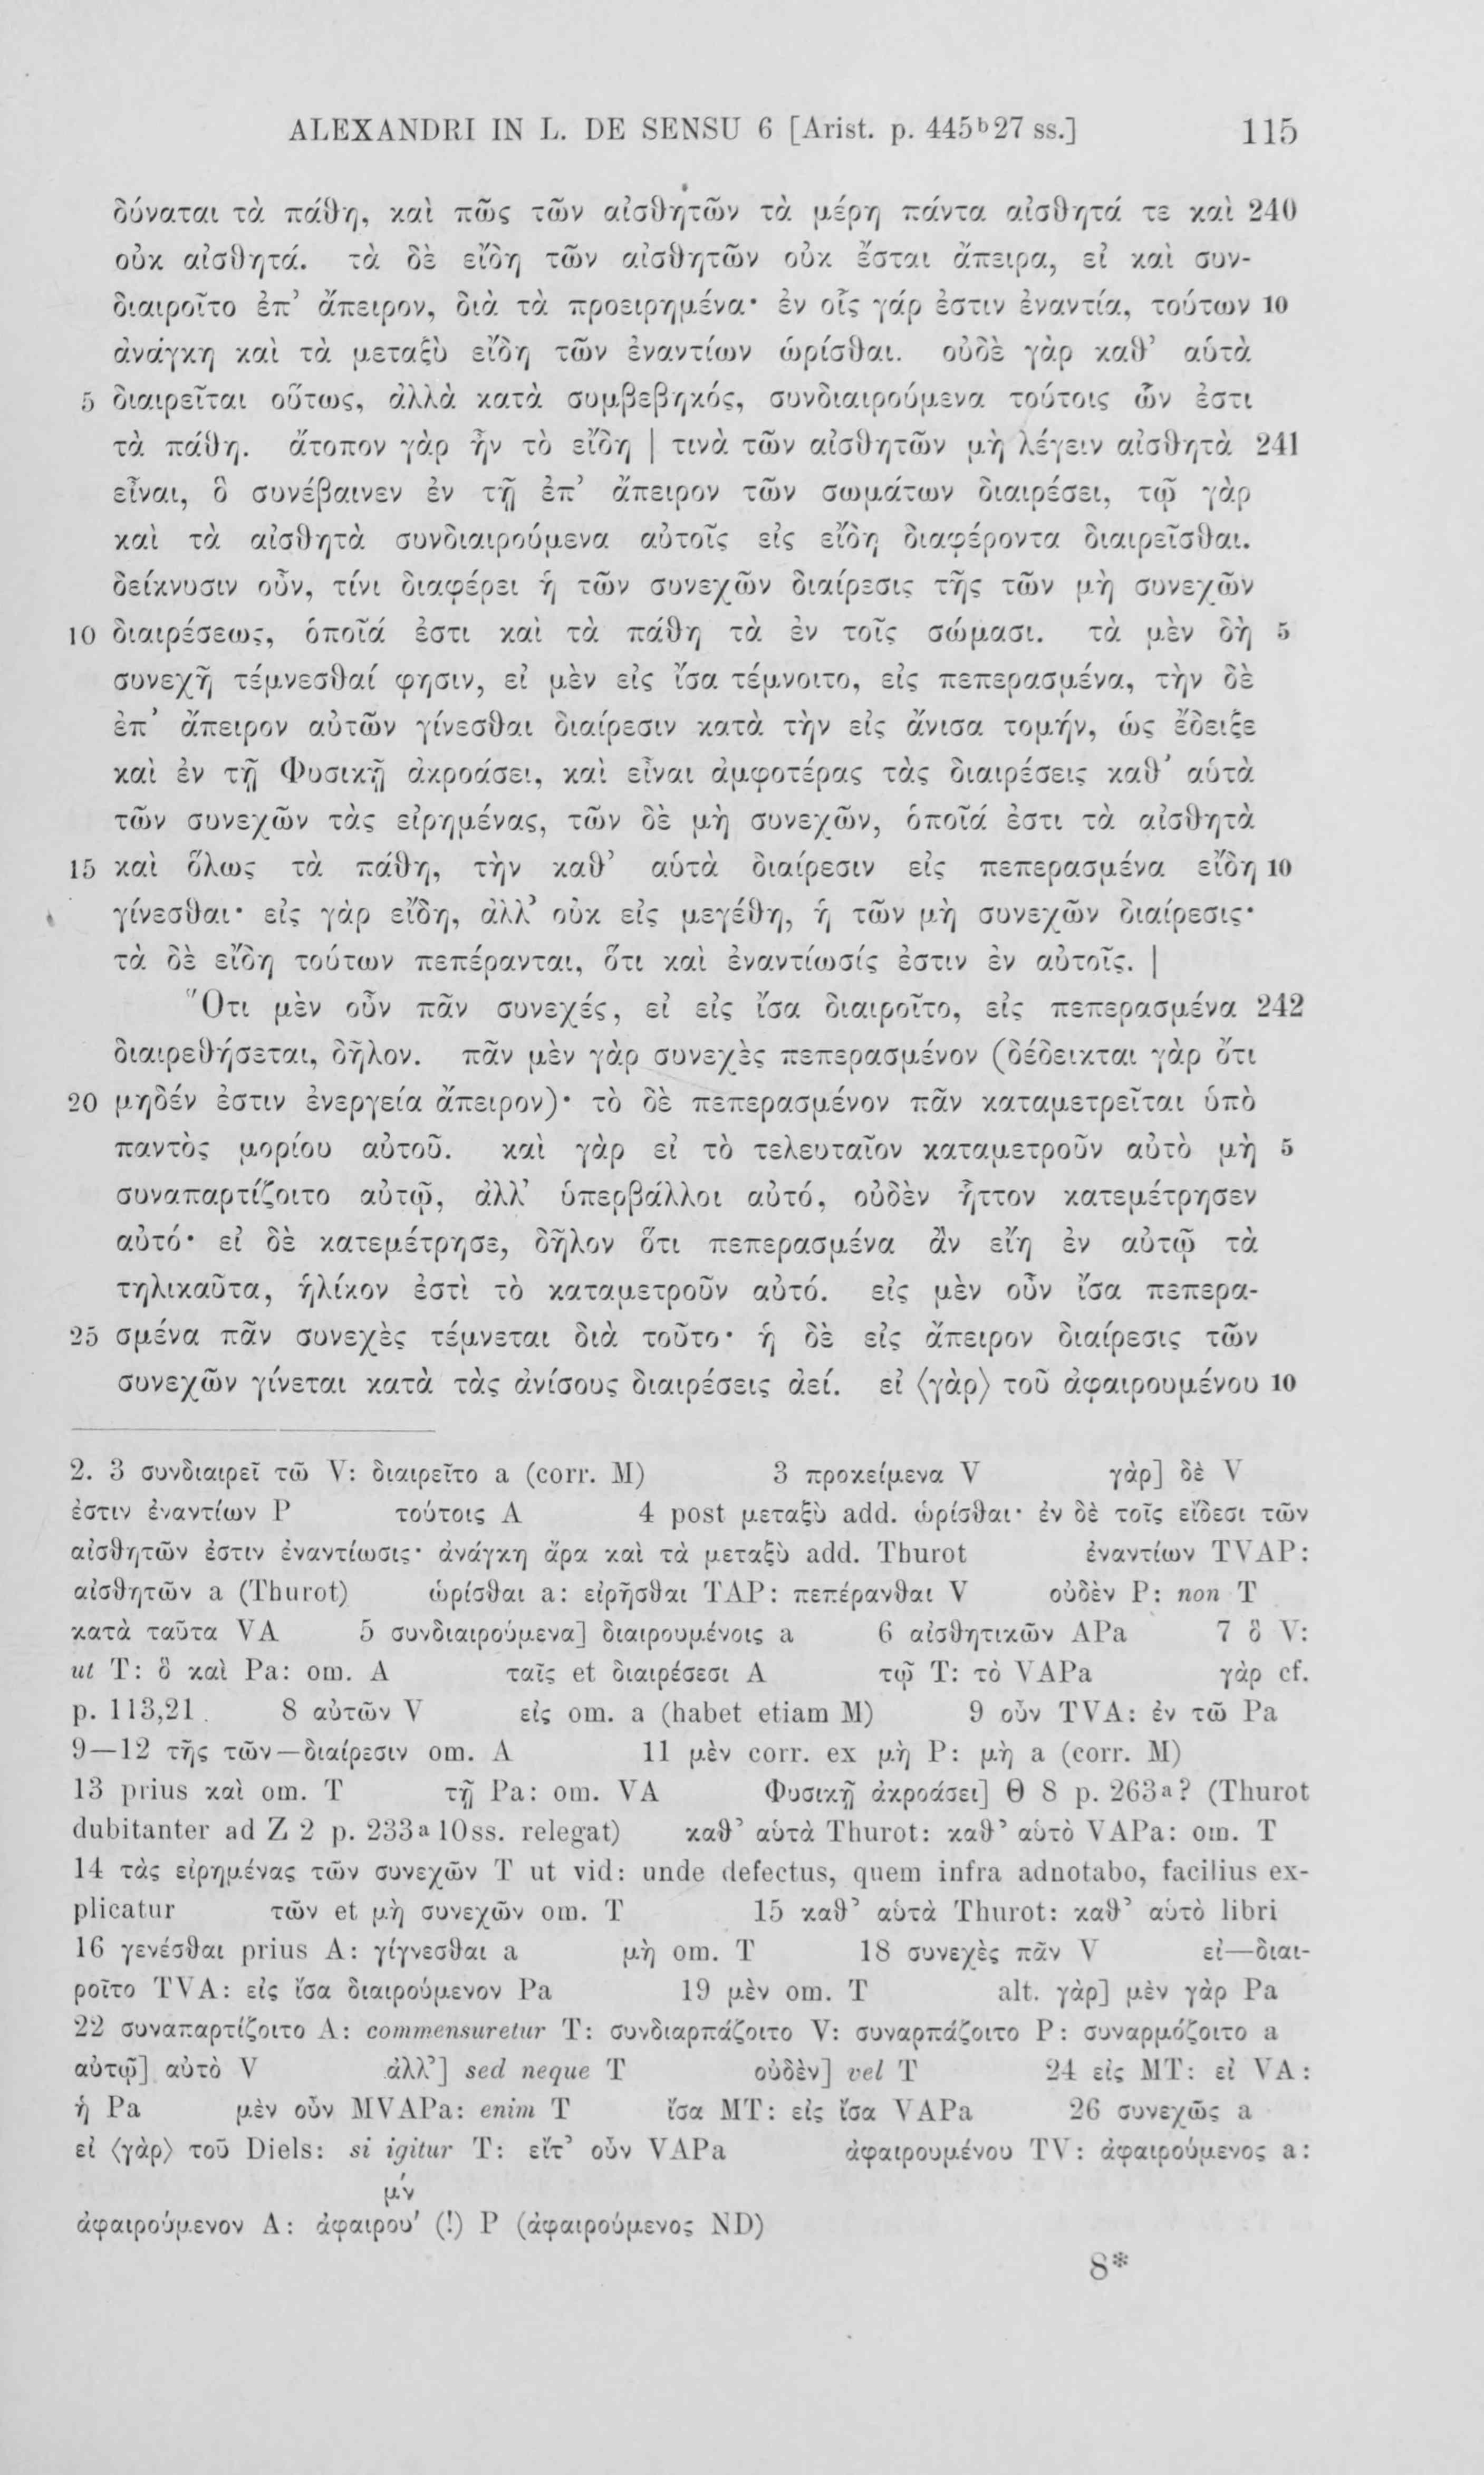 ALEXANDRI IN L. DE SENSU 6 [Arist. p. 445ᵇ27 ss.] 115
δύναται τὰ πάθη, καὶ πῶς τῶν αἰσθητῶν τὰ μέρη πάντα αἰσθητά τε καὶ 240
οὐκ αἰσθητά. τὰ δὲ εἴδη τῶν αἰσθητῶν οὐκ ἔσται ἄπειρα, εἰ καὶ συν-
διαιροῖτο ἐπ’ ἄπειρον, διὰ τὰ προειρημένα· ἐν οἷς γάρ ἐστιν ἐναντία, τούτων 10
ἀνάγκη καὶ τὰ μεταξὺ εἴδη τῶν ἐναντίων ὡρίσθαι. οὐδὲ γὰρ καθ’ αὑτὰ
5 διαιρεῖται οὕτως, ἀλλὰ κατὰ συμβεβηκός, συνδιαιρούμενα τούτοις ὧν ἐστι
τὰ πάθη. ἄτοπον γὰρ ἦν τὸ εἴδη | τινὰ τῶν αἰσθητῶν μὴ λέγειν αἰσθητὰ 241
εἶναι, ὃ συνέβαινεν ἐν τῇ ἐπ’ ἄπειρον τῶν σωμάτων διαιρέσει, τῷ γὰρ
καὶ τὰ αἰσθητὰ συνδιαιρούμενα αὐτοῖς εἰς εἴδη διαφέροντα διαιρεῖσθαι.
δείκνυσιν οὖν, τίνι διαφέρει ἡ τῶν συνεχῶν διαίρεσις τῆς τῶν μὴ συνεχῶν
10 διαιρέσεως, ὁποῖά ἐστι καὶ τὰ πάθη τὰ ἐν τοῖς σώμασι. τὰ μὲν δὴ 5
συνεχῆ τέμνεσθαί φησιν, εἰ μὲν εἰς ἴσα τέμνοιτο, εἰς πεπερασμένα, τὴν δὲ
ἐπ’ ἄπειρον αὐτῶν γίνεσθαι διαίρεσιν κατὰ τὴν εἰς ἄνισα τομήν, ὡς ἔδειξε
καὶ ἐν τῇ Φυσικῇ ἀκροάσει, καὶ εἶναι ἀμφοτέρας τὰς διαιρέσεις καθ’ αὑτὰ
τῶν συνεχῶν τὰς εἰρημένας, τῶν δὲ μὴ συνεχῶν, ὁποῖά ἐστι τὰ αἰσθητὰ
15 καὶ ὅλως τὰ πάθη, τὴν καθ’ αὑτὰ διαίρεσιν εἰς πεπερασμένα εἴδη 10
γίνεσθαι· εἰς γὰρ εἴδη, ἀλλ’ οὐκ εἰς μεγέθη, ἡ τῶν μὴ συνεχῶν διαίρεσις·
τὰ δὲ εἴδη τούτων πεπέρανται, ὅτι καὶ ἐναντίωσίς ἐστιν ἐν αὐτοῖς. |
Ὅτι μὲν οὖν πᾶν συνεχές, εἰ εἰς ἴσα διαιροῖτο, εἰς πεπερασμένα 242
διαιρεθήσεται, δῆλον. πᾶν μὲν γὰρ συνεχὲς πεπερασμένον (δέδεικται γὰρ ὅτι
20 μηδέν ἐστιν ἐνεργείᾳ ἄπειρον)· τὸ δὲ πεπερασμένον πᾶν καταμετρεῖται ὑπὸ
παντὸς μορίου αὐτοῦ. καὶ γὰρ εἰ τὸ τελευταῖον καταμετροῦν αὐτὸ μὴ 5
συναπαρτίζοιτο αὐτῷ, ἀλλ’ ὑπερβάλλοι αὐτό, οὐδὲν ἧττον κατεμέτρησεν
αὐτό· εἰ δὲ κατεμέτρησε, δῆλον ὅτι πεπερασμένα ἂν εἴη ἐν αὐτῷ τὰ
τηλικαῦτα, ἡλίκον ἐστὶ τὸ καταμετροῦν αὐτό. εἰς μὲν οὖν ἴσα πεπερα-
25 σμένα πᾶν συνεχὲς τέμνεται διὰ τοῦτο· ἡ δὲ εἰς ἄπειρον διαίρεσις τῶν
συνεχῶν γίνεται κατὰ τὰς ἀνίσους διαιρέσεις ἀεί. εἰ ⟨γὰρ⟩ τοῦ ἀφαιρουμένου 10
2. 3 συνδιαιρεῖ τῶ V: διαιρεῖτο a (corr. M) 3 προκείμενα V γὰρ] δὲ V
ἐστιν ἐναντίων P τούτοις A 4 post μεταξὺ add. ὡρίσθαι· ἐν δὲ τοῖς εἴδεσι τῶν
αἰσθητῶν ἐστιν ἐναντίωσις· ἀνάγκη ἄρα καὶ τὰ μεταξὺ add. Thurot ἐναντίων TVAP:
αἰσθητῶν a (Thurot) ὡρίσθαι a: εἰρῆσθαι TAP: πεπέρανθαι V οὐδὲν P: non T
κατὰ ταῦτα VA 5 συνδιαιρούμενα] διαιρουμένοις a 6 αἰσθητικῶν APa 7 ὃ V:
ut T: ὃ καὶ Pa: om. A ταῖς et διαιρέσεσι A τῷ T: τὸ VAPa γὰρ cf.
p. 113,21. 8 αὐτῶν V εἰς om. a (habet etiam M) 9 οὖν TVA: ἐν τῶ Pa
9—12 τῆς τῶν—διαίρεσιν om. A 11 μὲν corr. ex μὴ P: μὴ a (corr. M)
13 prius καὶ om. T τῇ Pa: om. VA Φυσικῇ ἀκροάσει] Θ 8 p. 263ᵃ? (Thurot
dubitanter ad Z 2 p. 233ᵃ10ss. relegat) καθ’ αὑτὰ Thurot: καθ’ αὑτὸ VAPa: om. T
14 τὰς εἰρημένας τῶν συνεχῶν T ut vid: unde defectus, quem infra adnotabo, facilius ex-
plicatur τῶν et μὴ συνεχῶν om. T 15 καθ’ αὑτὰ Thurot: καθ’ αὑτὸ libri
16 γενέσθαι prius A: γίγνεσθαι a μὴ om. T 18 συνεχὲς πᾶν V εἰ—διαι-
ροῖτο TVA: εἰς ἴσα διαιρούμενον Pa 19 μὲν om. T alt. γὰρ] μὲν γὰρ Pa
22 συναπαρτίζοιτο A: commensuretur T: συνδιαρπάζοιτο V: συναρπάζοιτο P: συναρμόζοιτο a
αὐτῷ] αὐτὸ V ἀλλ’] sed neque T οὐδὲν] vel T 24 εἰς MT: εἰ VA:
ἡ Pa μὲν οὖν MVAPa: enim T ἴσα MT: εἰς ἴσα VAPa 26 συνεχῶς a
εἰ ⟨γὰρ⟩ τοῦ Diels: si igitur T: εἴτ’ οὖν VAPa ἀφαιρουμένου TV: ἀφαιρούμενος a:
μν
ἀφαιρούμενον A: ἀφαιρου' (!) P (ἀφαιρούμενος ND)
8*